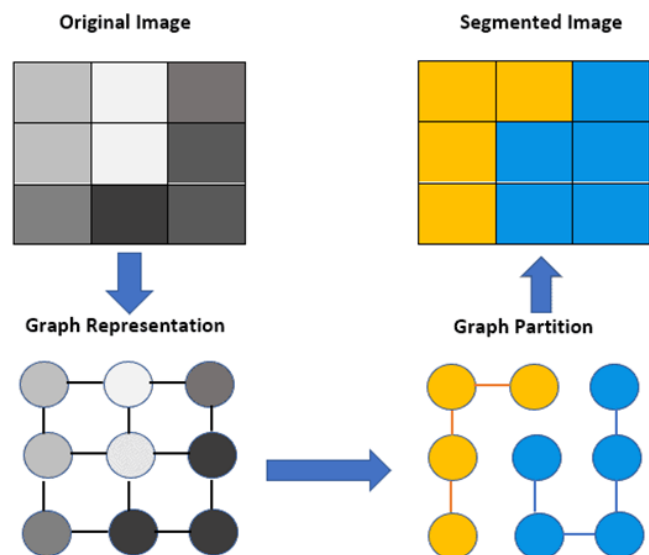 Original Image
Segmented Image
Graph Representation
Graph Partition